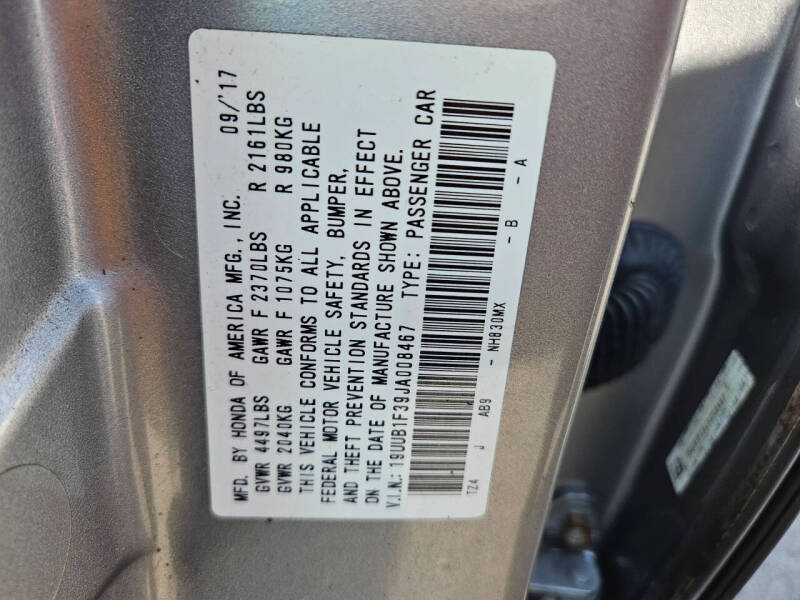 MFD. BY HONDA OF AMERICA MFG., INC. 09/'17
GVWR 4497LBS GAWR F 2370LBS R 2161LBS
GVWR 2040KG GAWR F 1075KG R 980KG
THIS VEHICLE CONFORMS TO ALL APPLICABLE
FEDERAL MOTOR VEHICLE SAFETY, BUMPER,
AND THEFT PREVENTION STANDARDS IN EFFECT
ON THE DATE OF MANUFACTURE SHOWN ABOVE.
V.I.N.: 19UUB1F39JA008467 TYPE: PASSENGER CAR
TZ4 J AB9 - NH830MX - B - A